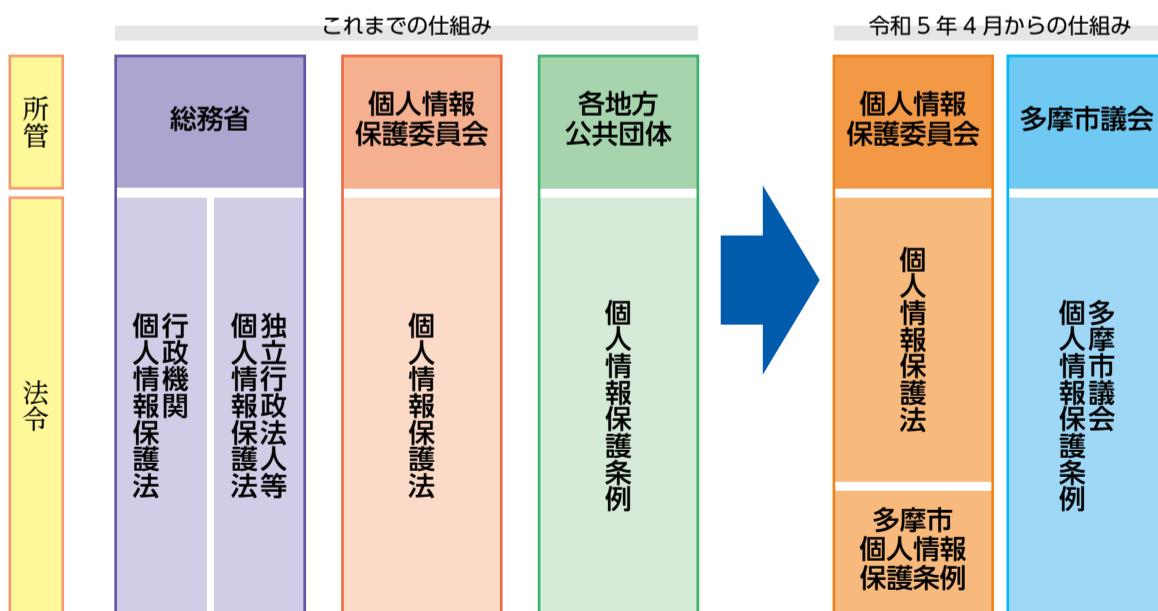 これまでの仕組み
令和5年4月からの仕組み
所管
総務省
個人情報
保護委員会
各地方
公共団体
個人情報
保護委員会
多摩市議会
法令
行政機関
個人情報保護法
独立行政法人等
個人情報保護法
個人情報保護法
個人情報保護条例
個人情報保護法
多摩市
個人情報
保護条例
多摩市議会
個人情報保護条例